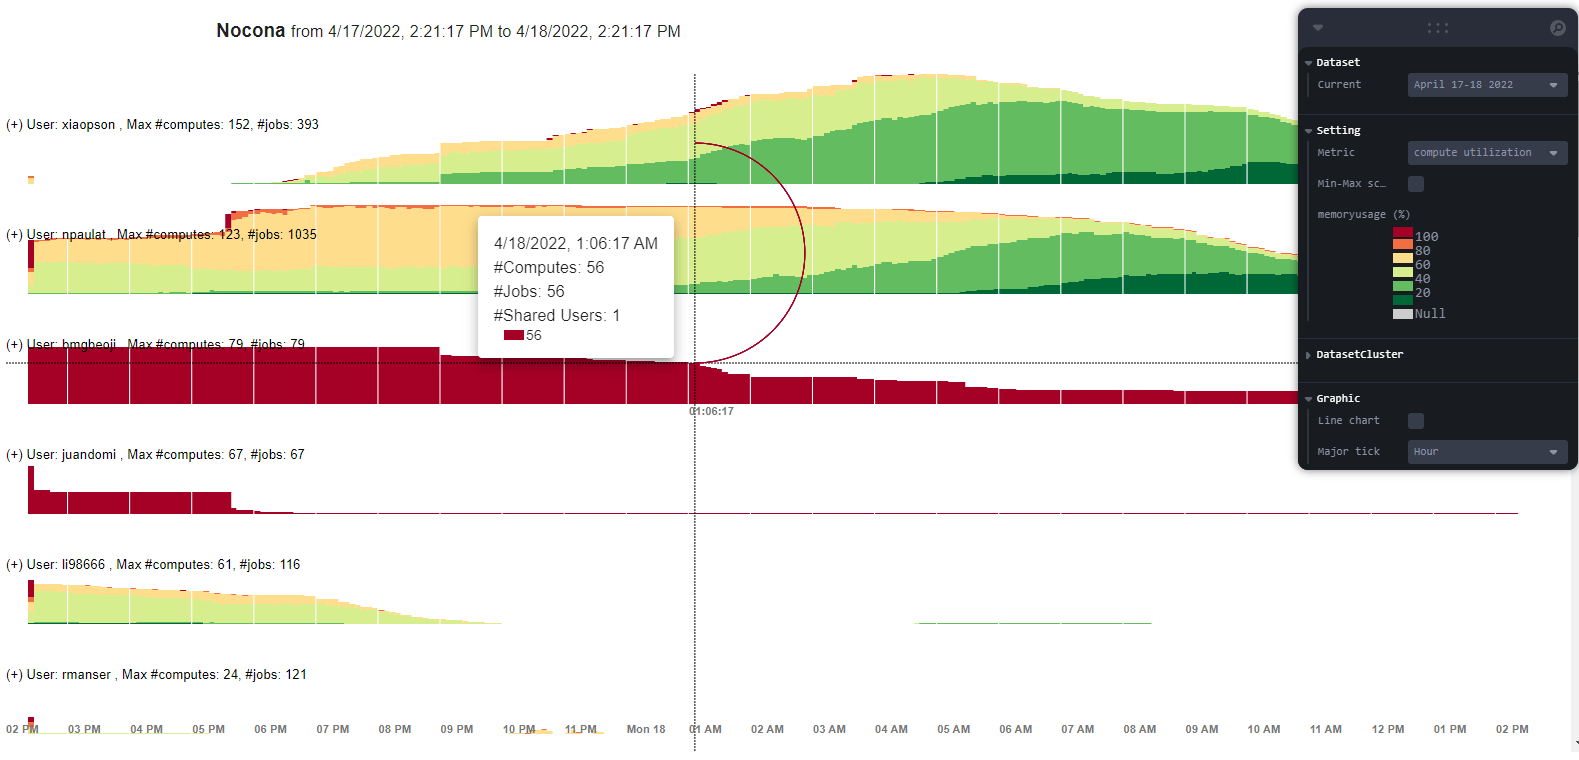 Nocona from 4/17/2022, 2:21:17 PM to 4/18/2022, 2:21:17 PM
(+) User: xiaopson , Max #computes: 152, #jobs: 393
(+) User: npaulat , Max #computes: 123, #jobs: 1035
4/18/2022, 1:06:17 AM
#Computes: 56
#Jobs: 56
#Shared Users: 1
56
(+) User: bmgbeoji , Max #computes: 79, #jobs: 79
01:06:17
(+) User: juandomi , Max #computes: 67, #jobs: 67
(+) User: li98666 , Max #computes: 61, #jobs: 116
(+) User: rmanser , Max #computes: 24, #jobs: 121
02 PM 03 PM 04 PM 05 PM 06 PM 07 PM 08 PM 09 PM 10 PM 11 PM Mon 18 01 AM 02 AM 03 AM 04 AM 05 AM 06 AM 07 AM 08 AM 09 AM 10 AM 11 AM 12 PM 01 PM 02 PM
Dataset
Current April 17-18 2022
Setting
Metric compute utilization
Min-Max sc…
memoryusage (%)
100
80
60
40
20
Null
DatasetCluster
Graphic
Line chart
Major tick Hour